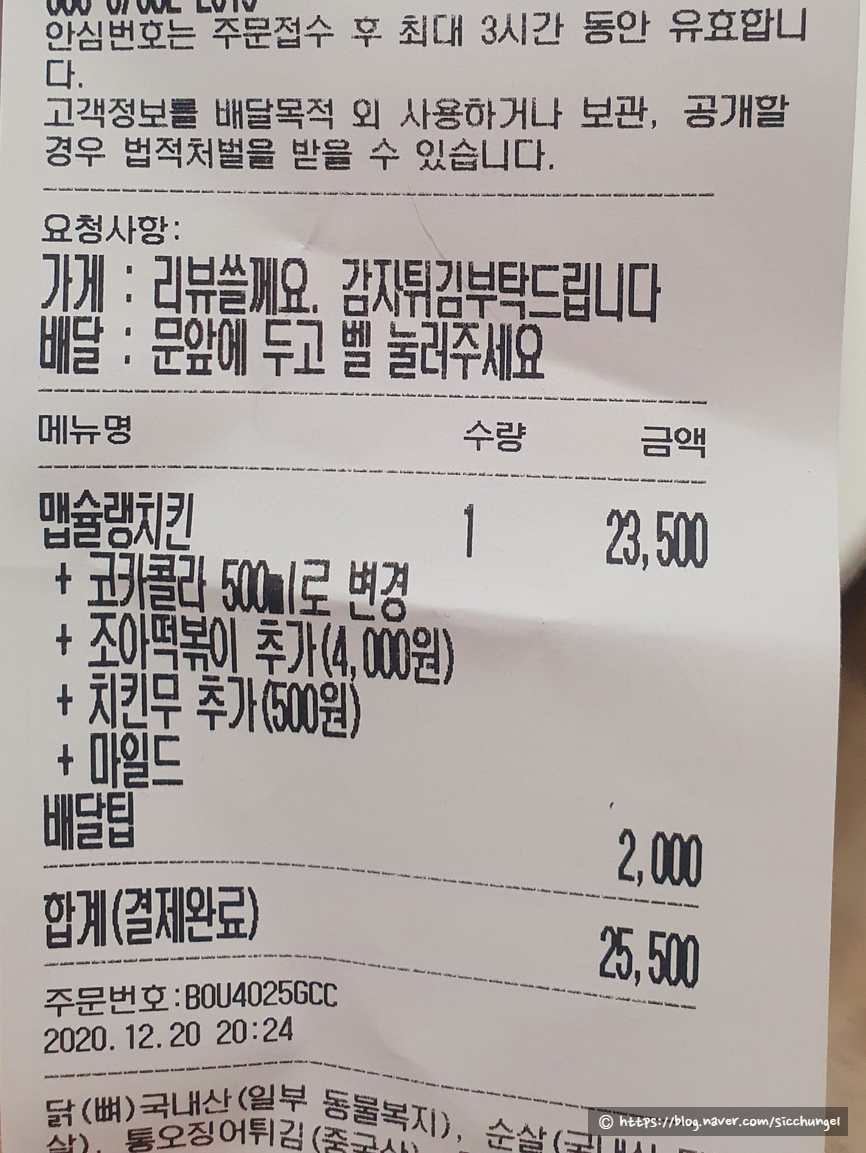 안심번호는 주문접수 후 최대 3시간 동안 유효합니
다.
고객정보를 배달목적 외 사용하거나 보관, 공개할
경우 법적처벌을 받을 수 있습니다.
요청사항:
가게 : 리뷰쓸께요. 감자튀김부탁드립니다
배달 : 문앞에 두고 벨 눌러주세요
메뉴명 수량 금액
맵슐랭치킨 1 23,500
+ 코카콜라 500ml로 변경
+ 조아떡볶이 추가(4,000원)
+ 치킨무 추가(500원)
+ 마일드
배달팁 2,000
합계(결제완료) 25,500
주문번호:B0U4025GCC
2020.12.20 20:24
닭(뼈)국내산(일부 동물복지), 순살(국내산
살), 통오징어튀김(중국산)
© https://blog.naver.com/sicchungel